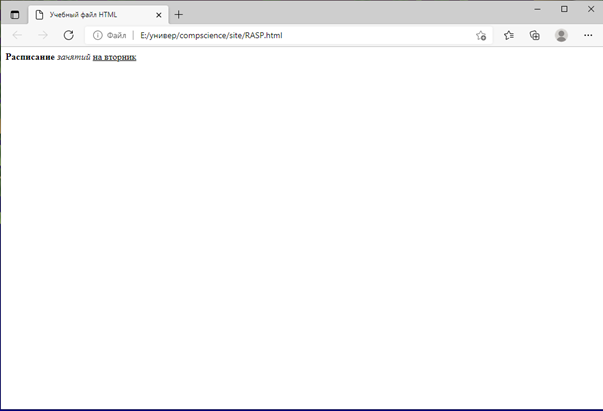 Учебный файл HTML
Файл E:/универ/compscience/site/RASP.html
Расписание занятий на вторник